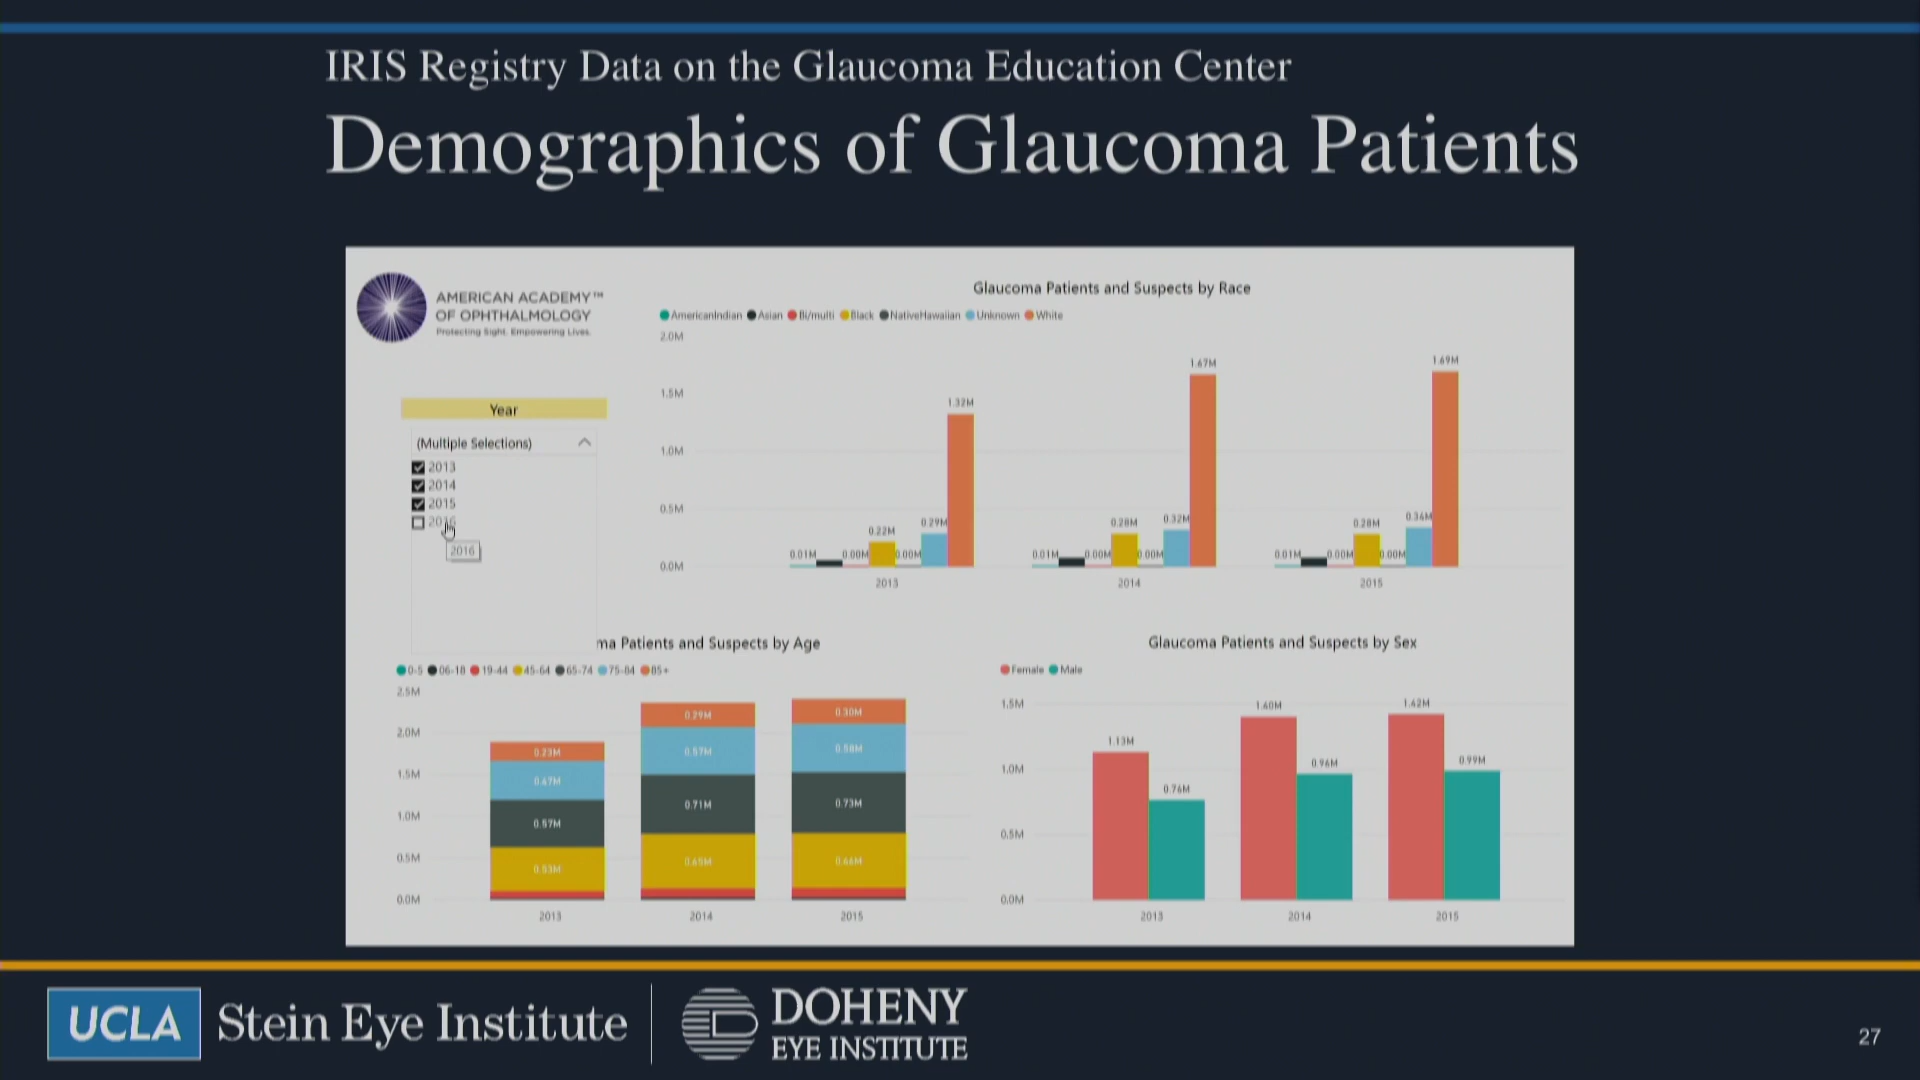 IRIS Registry Data on the Glaucoma Education Center
Demographics of Glaucoma Patients
AMERICAN ACADEMY™
OF OPHTHALMOLOGY
Protecting Sight. Empowering Lives.
Year
(Multiple Selections)
2013
2014
2015
2016
2016
Glaucoma Patients and Suspects by Race
AmericanIndian Asian Bi/multi Black NativeHawaiian Unknown White
2.0M
1.5M
1.0M
0.5M
0.0M
0.01M 0.00M 0.22M 0.00M 0.29M 1.32M
0.01M 0.00M 0.28M 0.00M 0.32M 1.67M
0.01M 0.00M 0.28M 0.00M 0.34M 1.69M
2013 2014 2015
ma Patients and Suspects by Age
0-5 06-18 19-44 45-64 65-74 75-84 85+
2.5M
2.0M
1.5M
1.0M
0.5M
0.0M
0.23M 0.47M 0.57M 0.53M
0.29M 0.57M 0.71M 0.65M
0.30M 0.58M 0.73M 0.66M
2013 2014 2015
Glaucoma Patients and Suspects by Sex
Female Male
1.5M
1.0M
0.5M
0.0M
1.13M 0.76M
1.40M 0.96M
1.42M 0.99M
2013 2014 2015
UCLA Stein Eye Institute
DOHENY
EYE INSTITUTE
27